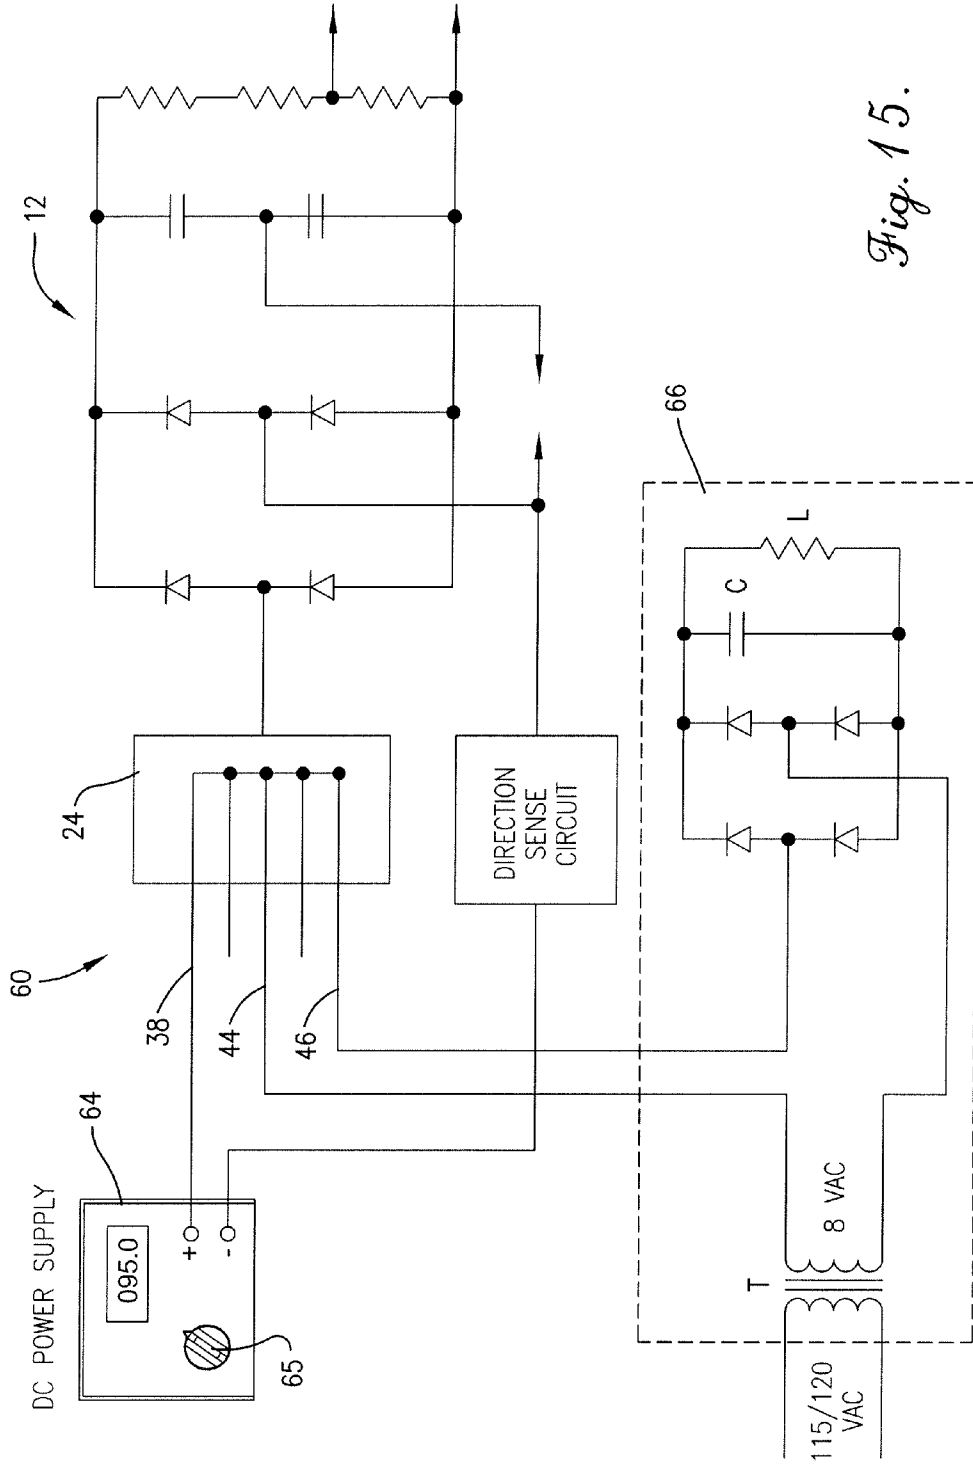 DC POWER SUPPLY
64
095.0
+
-
65
60
38
44
46
24
12
DIRECTION
SENSE
CIRCUIT
66
115/120
VAC
T
8 VAC
C
L
Fig. 15.